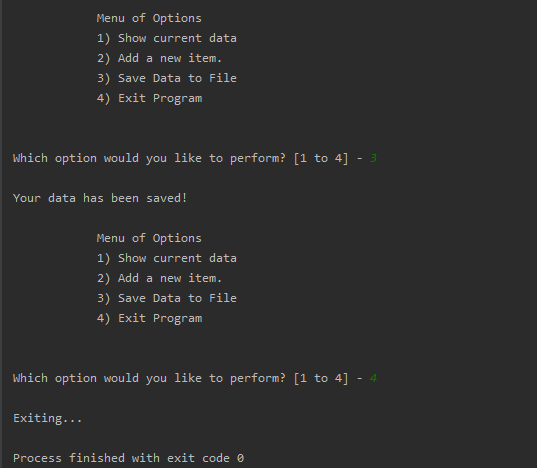 Menu of Options
1) Show current data
2) Add a new item.
3) Save Data to File
4) Exit Program
Which option would you like to perform? [1 to 4] - 3
Your data has been saved!
Menu of Options
1) Show current data
2) Add a new item.
3) Save Data to File
4) Exit Program
Which option would you like to perform? [1 to 4] - 4
Exiting...
Process finished with exit code 0